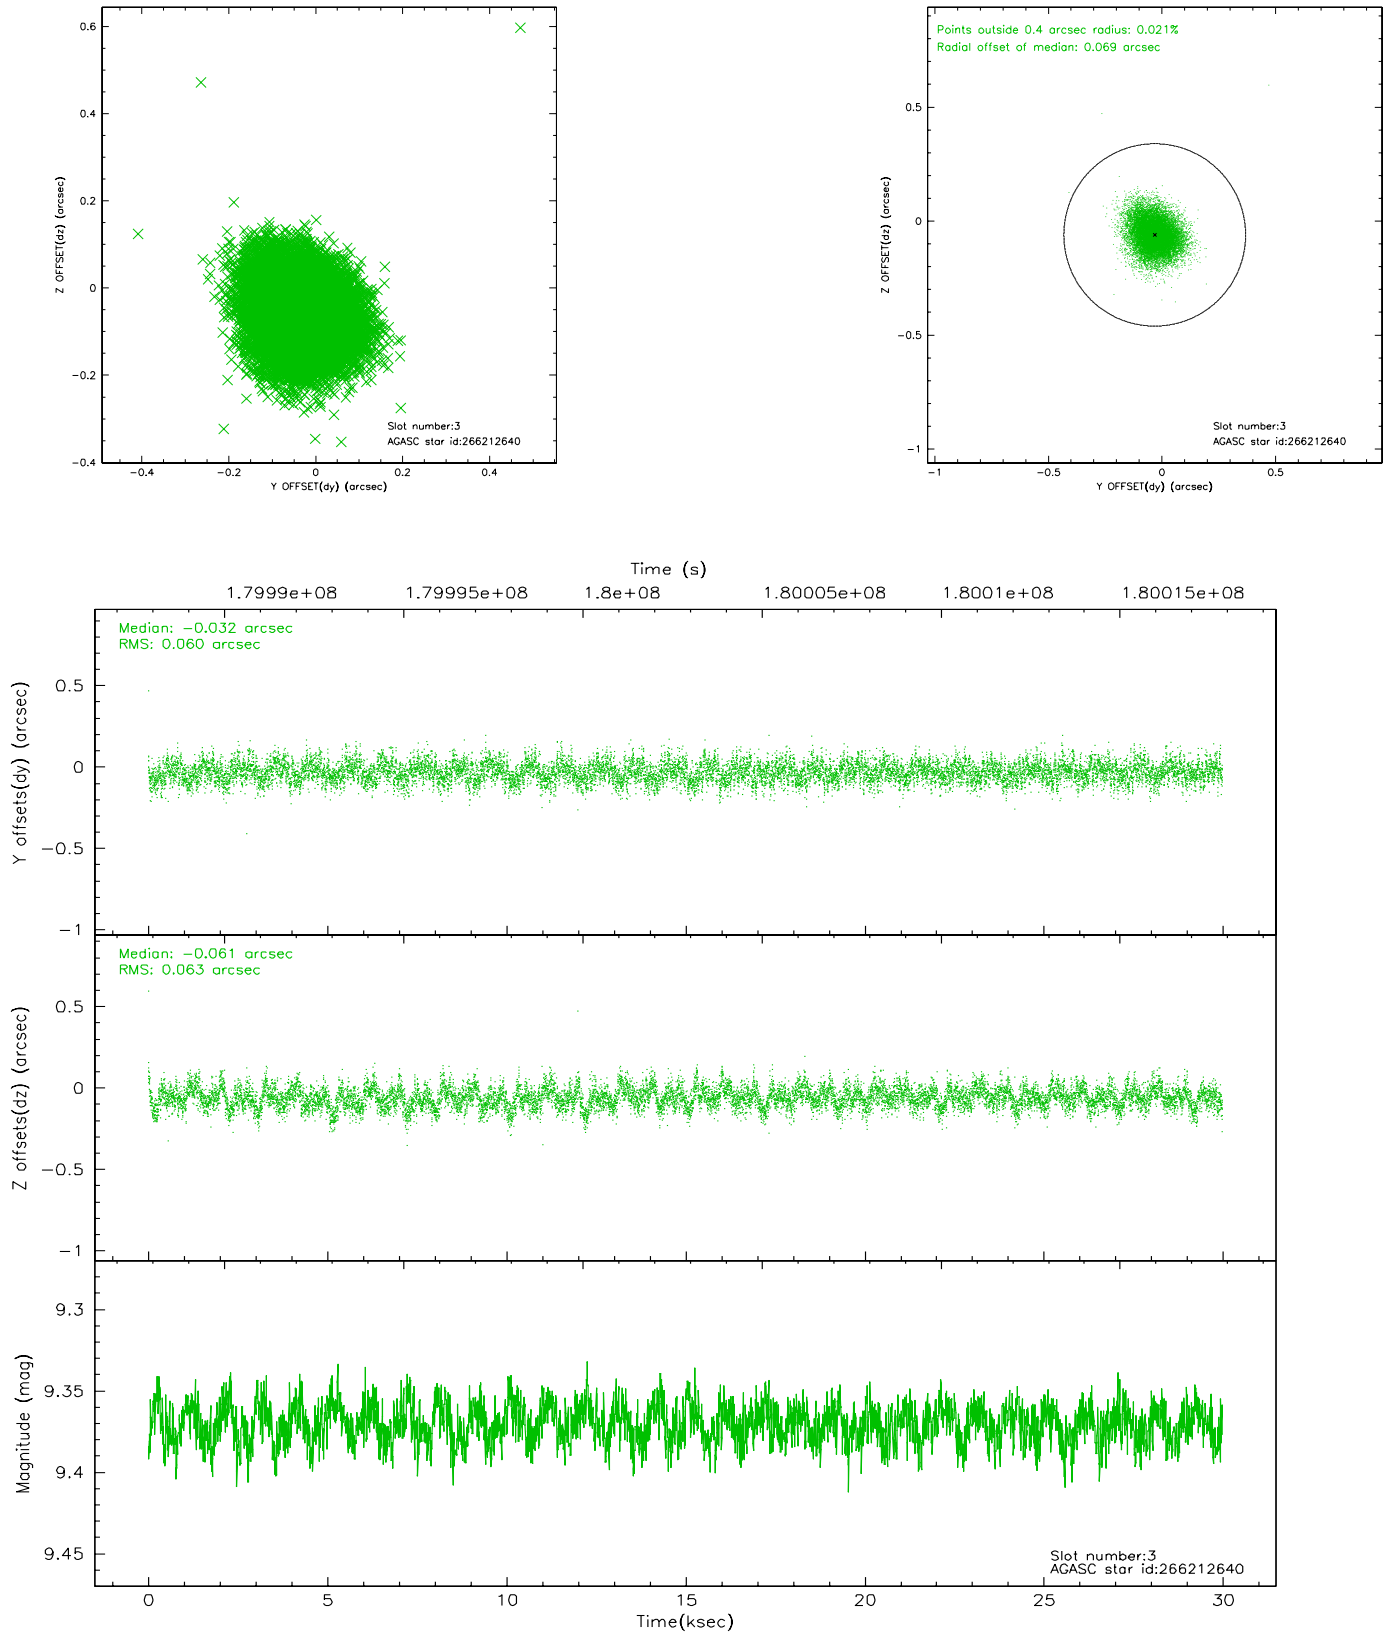 0.6
0.4
0.2
0
-0.2
-0.4
Z OFFSET(dz) (arcsec)
-0.4 -0.2 0 0.2 0.4
Y OFFSET(dy) (arcsec)
Slot number:3
AGASC star id:266212640
Points outside 0.4 arcsec radius: 0.021%
Radial offset of median: 0.069 arcsec
0.5
0
-0.5
-1
Z OFFSET(dz) (arcsec)
-1 -0.5 0 0.5
Y OFFSET(dy) (arcsec)
Slot number:3
AGASC star id:266212640
Time (s)
1.7999e+08 1.79995e+08 1.8e+08 1.80005e+08 1.8001e+08 1.80015e+08
Median: -0.032 arcsec
RMS: 0.060 arcsec
0.5
0
-0.5
-1
Y offsets(dy) (arcsec)
Median: -0.061 arcsec
RMS: 0.063 arcsec
0.5
0
-0.5
-1
Z offsets(dz) (arcsec)
9.3
9.35
9.4
9.45
Magnitude (mag)
Slot number:3
AGASC star id:266212640
0 5 10 15 20 25 30
Time(ksec)